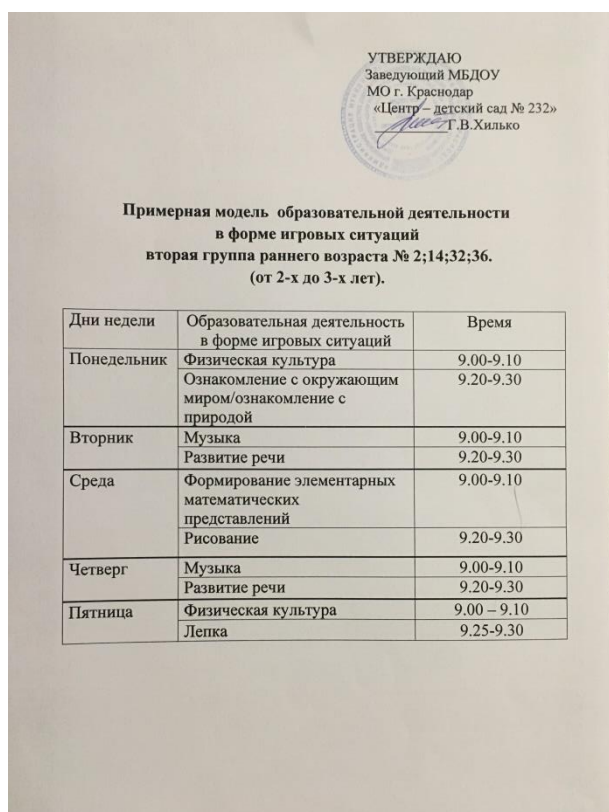 УТВЕРЖДАЮ
Заведующий МБДОУ
МО г. Краснодар
«Центр – детский сад № 232»
Г.В.Хилько
Примерная модель образовательной деятельности
в форме игровых ситуаций
вторая группа раннего возраста № 2;14;32;36.
(от 2-х до 3-х лет).
Дни недели Образовательная деятельность Время
в форме игровых ситуаций
Понедельник Физическая культура 9.00-9.10
Ознакомление с окружающим 9.20-9.30
миром/ознакомление с
природой
Вторник Музыка 9.00-9.10
Развитие речи 9.20-9.30
Среда Формирование элементарных 9.00-9.10
математических
представлений
Рисование 9.20-9.30
Четверг Музыка 9.00-9.10
Развитие речи 9.20-9.30
Пятница Физическая культура 9.00 – 9.10
Лепка 9.25-9.30